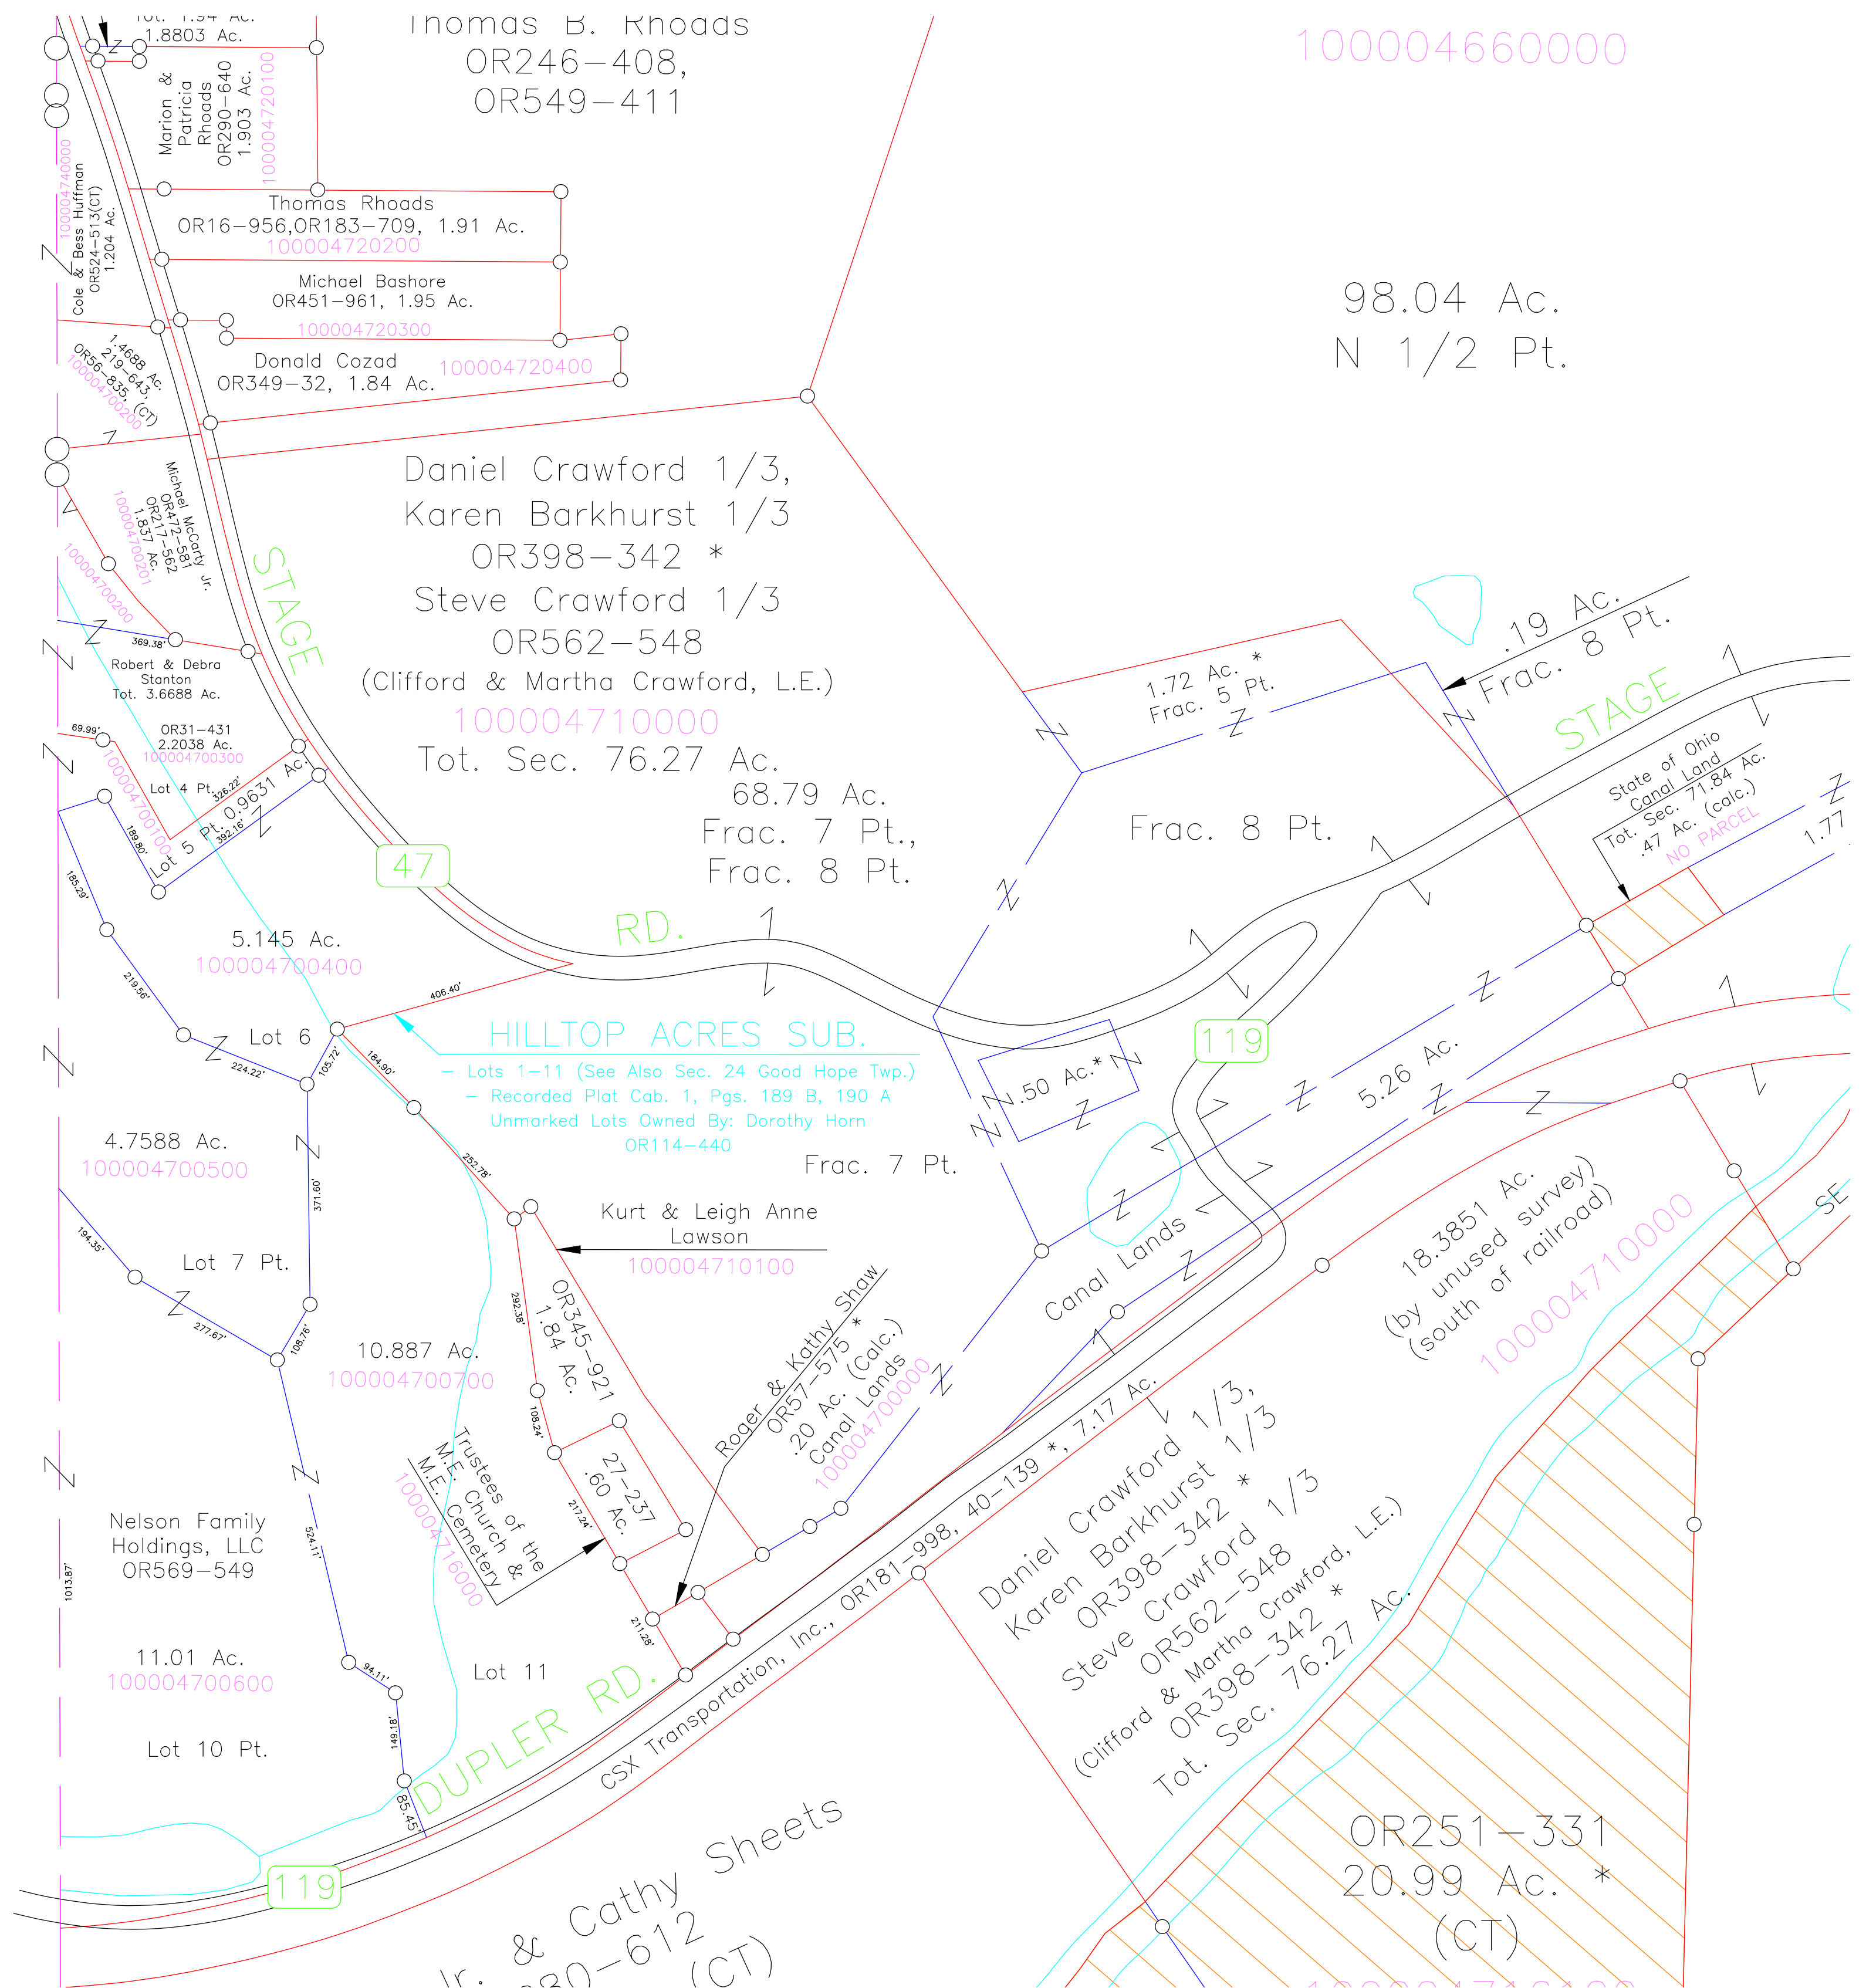 Tot. 1.94 Ac.
1.8803 Ac.
Thomas B. Rhoads
OR246-408,
OR549-411
100004660000
Marion &
Patricia
Rhoads
OR290-640
1.903 Ac.
100004720100
100004740000
Cole & Bess Huffman
OR524-513(CT)
1.204 Ac.
Thomas Rhoads
OR16-956,OR183-709, 1.91 Ac.
100004720200
Michael Bashore
OR451-961, 1.95 Ac.
100004720300
Donald Cozad
OR349-32, 1.84 Ac.
100004720400
98.04 Ac.
N 1/2 Pt.
1.4688 Ac.
219-643,
OR56-835, (CT)
100004700200
Michael McCarty Jr.
OR472-581
OR217-562
1.837 Ac.
100004700201
100004700200
STAGE
Daniel Crawford 1/3,
Karen Barkhurst 1/3
OR398-342 *
Steve Crawford 1/3
OR562-548
(Clifford & Martha Crawford, L.E.)
100004710000
Tot. Sec. 76.27 Ac.
68.79 Ac.
Frac. 7 Pt.,
Frac. 8 Pt.
369.38'
Robert & Debra
Stanton
Tot. 3.6688 Ac.
OR31-431
2.2038 Ac.
100004700300
69.99'
100004700100
Lot 4 Pt.
326.22'
Lot 5 Pt. 0.9631 Ac.
392.16'
189.80'
185.29'
1.72 Ac. *
Frac. 5 Pt.
.19 Ac.
Frac. 8 Pt.
STAGE
State of Ohio
Canal Land
Tot. Sec. 71.84 Ac.
.47 Ac. (calc.)
NO PARCEL
1.77
Frac. 8 Pt.
47
RD.
5.145 Ac.
100004700400
219.56'
Lot 6
224.22'
105.72'
406.40'
184.90'
HILLTOP ACRES SUB.
- Lots 1-11 (See Also Sec. 24 Good Hope Twp.)
- Recorded Plat Cab. 1, Pgs. 189 B, 190 A
Unmarked Lots Owned By: Dorothy Horn
OR114-440
Frac. 7 Pt.
.50 Ac.*
119
5.26 Ac.
4.7588 Ac.
100004700500
371.60'
252.78'
194.35'
Lot 7 Pt.
277.67'
108.76'
Kurt & Leigh Anne
Lawson
100004710100
OR345-921
1.84 Ac.
292.38'
108.24'
10.887 Ac.
100004700700
Canal Lands
18.3851 Ac.
(by unused survey)
(south of railroad)
100004710000
SE
Roger & Kathy Shaw
OR57-575 *
.20 Ac. (Calc.)
Canal Lands
100004700000
Trustees of the
M.E. Church &
M.E. Cemetery
100004716000
27-237
.60 Ac.
217.24'
211.28'
Nelson Family
Holdings, LLC
OR569-549
1013.87'
524.11'
11.01 Ac.
100004700600
94.11'
149.18'
85.45'
Lot 11
Lot 10 Pt.
DUPLER RD.
CSX Transportation, Inc., OR181-998, 40-139 *, 7.17 Ac.
119
Daniel Crawford 1/3,
Karen Barkhurst 1/3
OR398-342 *
Steve Crawford 1/3
OR562-548
(Clifford & Martha Crawford, L.E.)
OR398-342 *
Tot. Sec. 76.27 Ac.
Jr. & Cathy Sheets
380-612
(CT)
OR251-331
20.99 Ac. *
(CT)